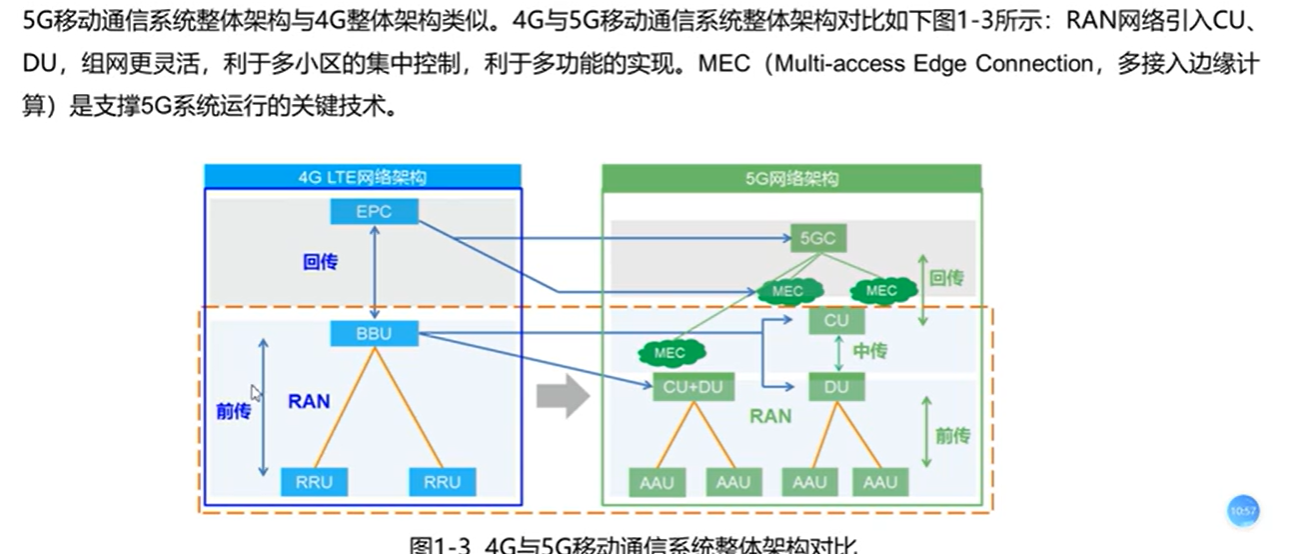 5G移动通信系统整体架构与4G整体架构类似。4G与5G移动通信系统整体架构对比如下图1-3所示：RAN网络引入CU、
DU，组网更灵活，利于多小区的集中控制，利于多功能的实现。MEC（Multi-access Edge Connection，多接入边缘计
算）是支撑5G系统运行的关键技术。
4G LTE网络架构
EPC
回传
BBU
前传
RAN
RRU
RRU
5G网络架构
5GC
MEC
MEC
回传
CU
MEC
中传
CU+DU
DU
RAN
前传
AAU
AAU
AAU
AAU
10:57
图1-3 4G与5G移动通信系统整体架构对比